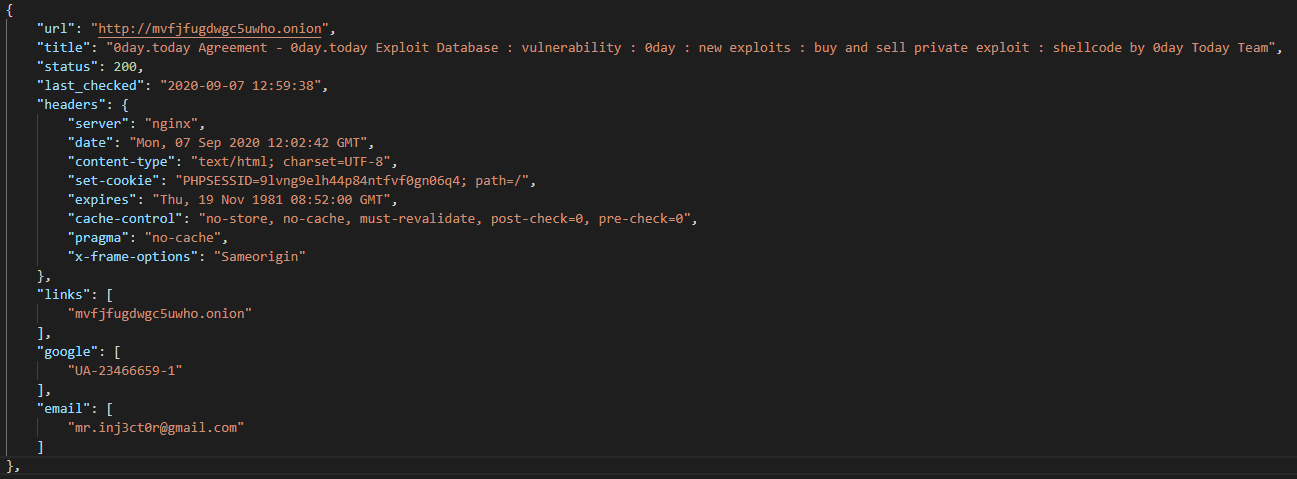 {
"url": "http://mvfjfugdwgc5uwho.onion",
"title": "0day.today Agreement - 0day.today Exploit Database : vulnerability : 0day : new exploits : buy and sell private exploit : shellcode by 0day Today Team",
"status": 200,
"last_checked": "2020-09-07 12:59:38",
"headers": {
"server": "nginx",
"date": "Mon, 07 Sep 2020 12:02:42 GMT",
"content-type": "text/html; charset=UTF-8",
"set-cookie": "PHPSESSID=9lvng9elh44p84ntfvf0gn06q4; path=/",
"expires": "Thu, 19 Nov 1981 08:52:00 GMT",
"cache-control": "no-store, no-cache, must-revalidate, post-check=0, pre-check=0",
"pragma": "no-cache",
"x-frame-options": "Sameorigin"
},
"links": [
"mvfjfugdwgc5uwho.onion"
],
"google": [
"UA-23466659-1"
],
"email": [
"mr.inj3ct0r@gmail.com"
]
},